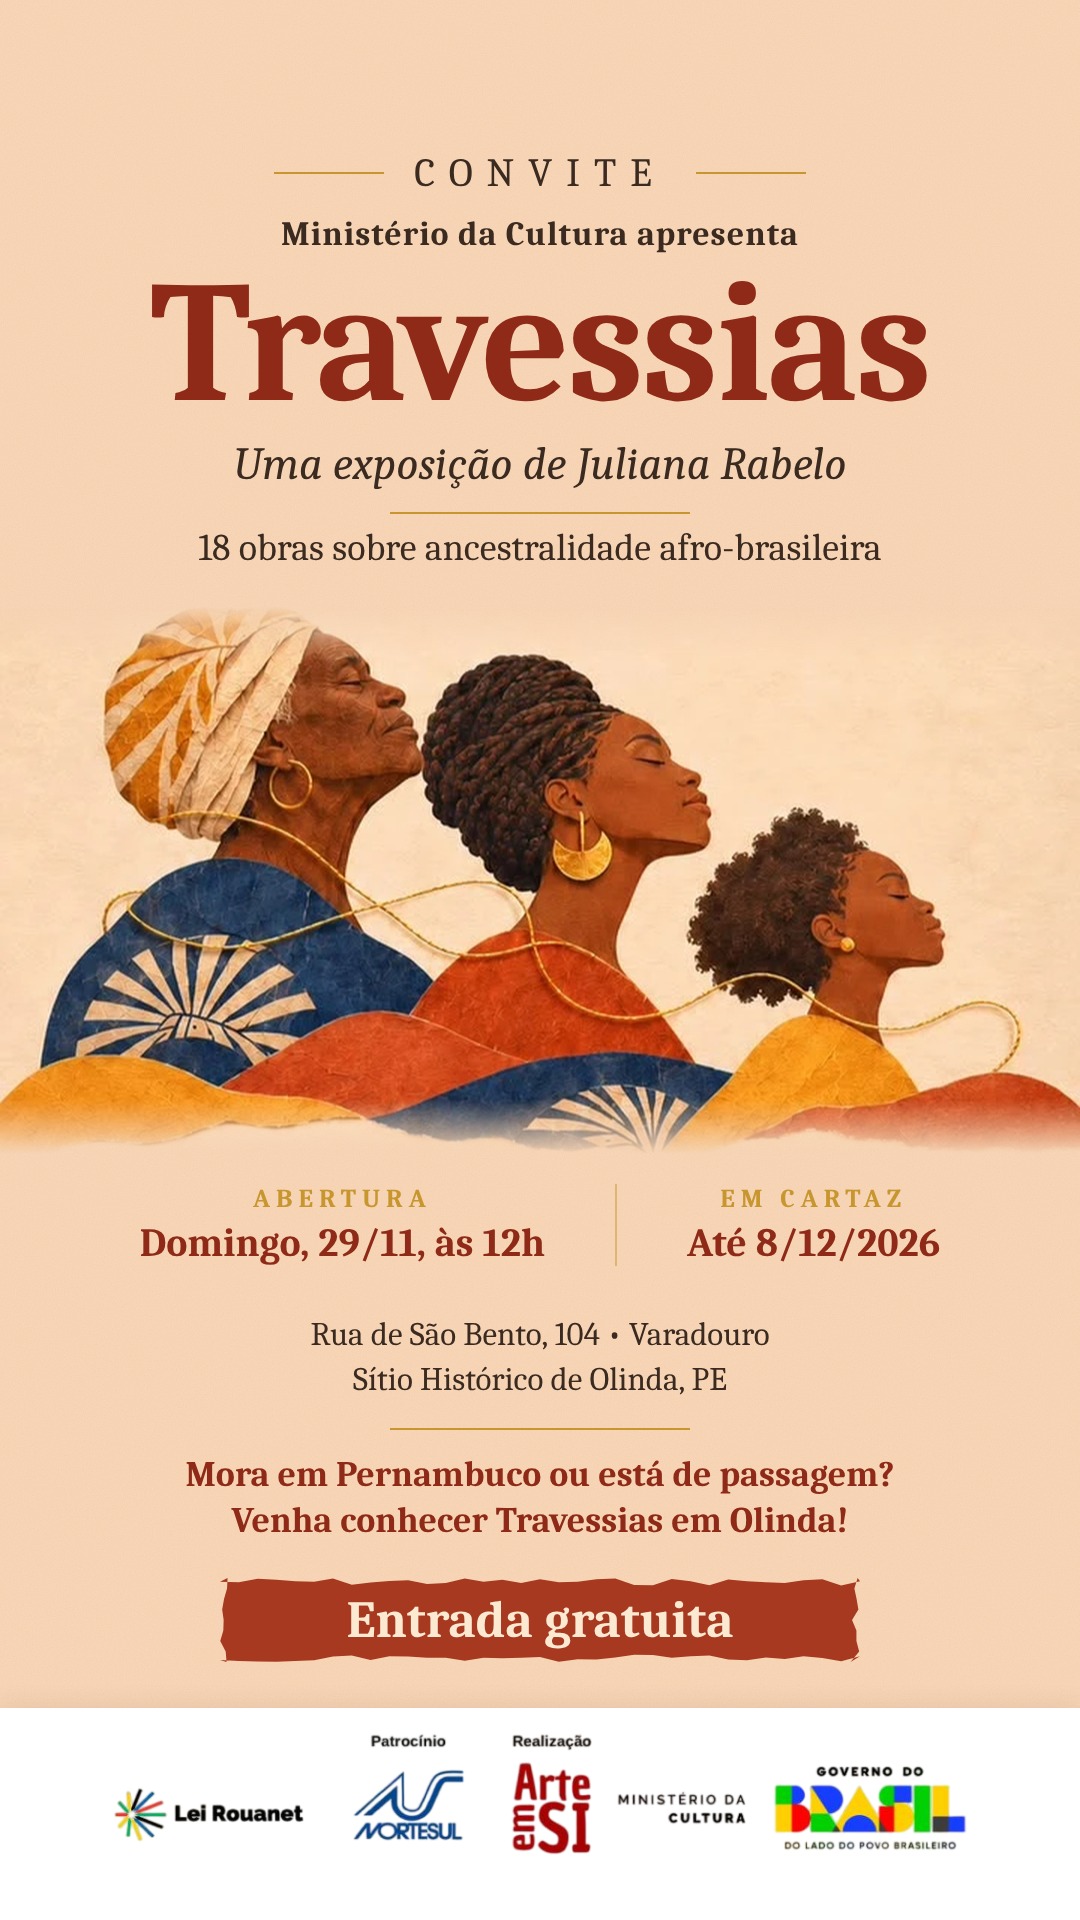 CONVITE
Ministério da Cultura apresenta
Travessias
Uma exposição de Juliana Rabelo
18 obras sobre ancestralidade afro-brasileira
ABERTURA
Domingo, 29/11, às 12h
EM CARTAZ
Até 8/12/2026
Rua de São Bento, 104 • Varadouro
Sítio Histórico de Olinda, PE
Mora em Pernambuco ou está de passagem?
Venha conhecer Travessias em Olinda!
Entrada gratuita
Lei Rouanet
Patrocínio
NORTESUL
Realização
Arte
em SI
MINISTÉRIO DA
CULTURA
GOVERNO DO
BRASIL
DO LADO DO POVO BRASILEIRO